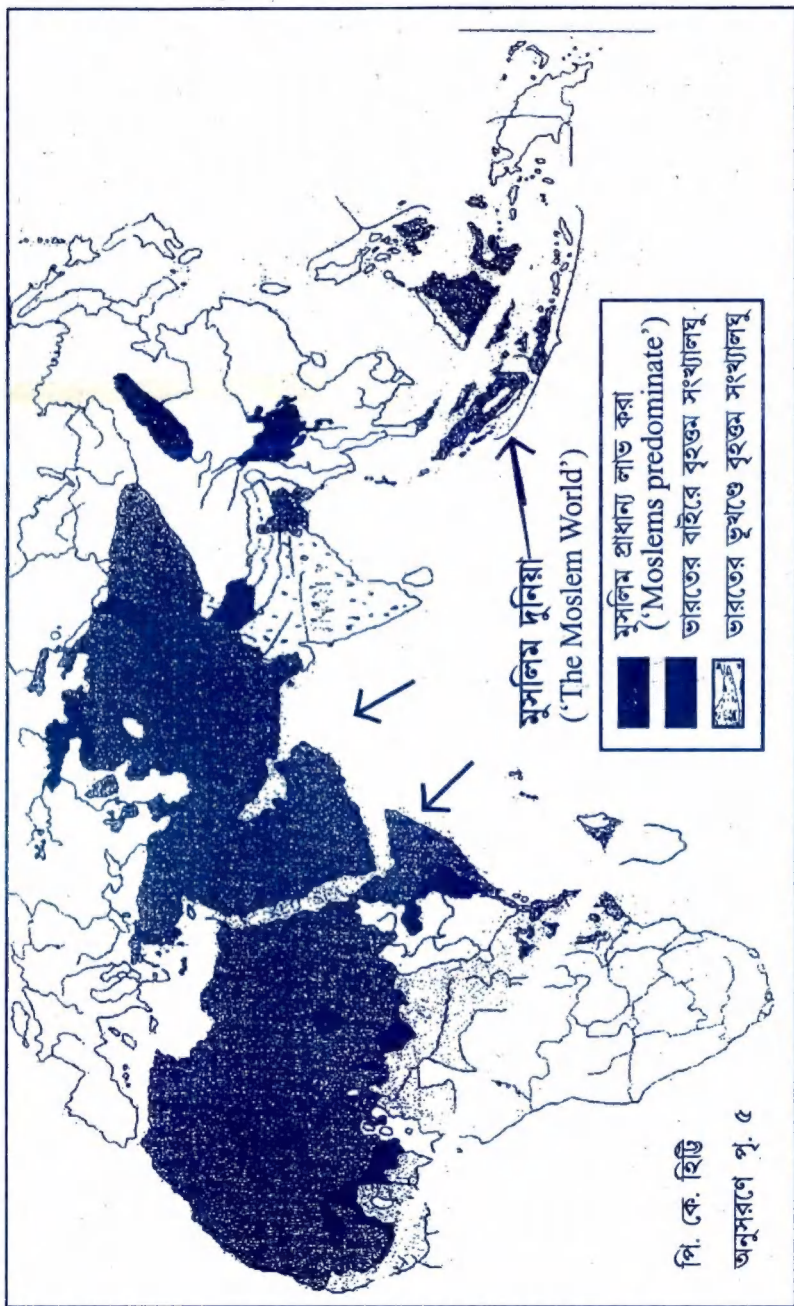 মুসলিম দুনিয়া
('The Moslem World')
মুসলিম প্রাধান্য লাভ করা
('Moslems predominate')
ভারতের বাইরে বৃহত্তম সংখ্যালঘু
ভারতের ভূখণ্ডে বৃহত্তম সংখ্যালঘু
পি. কে. হিট্টি
অনুসরণে পৃ. ৫